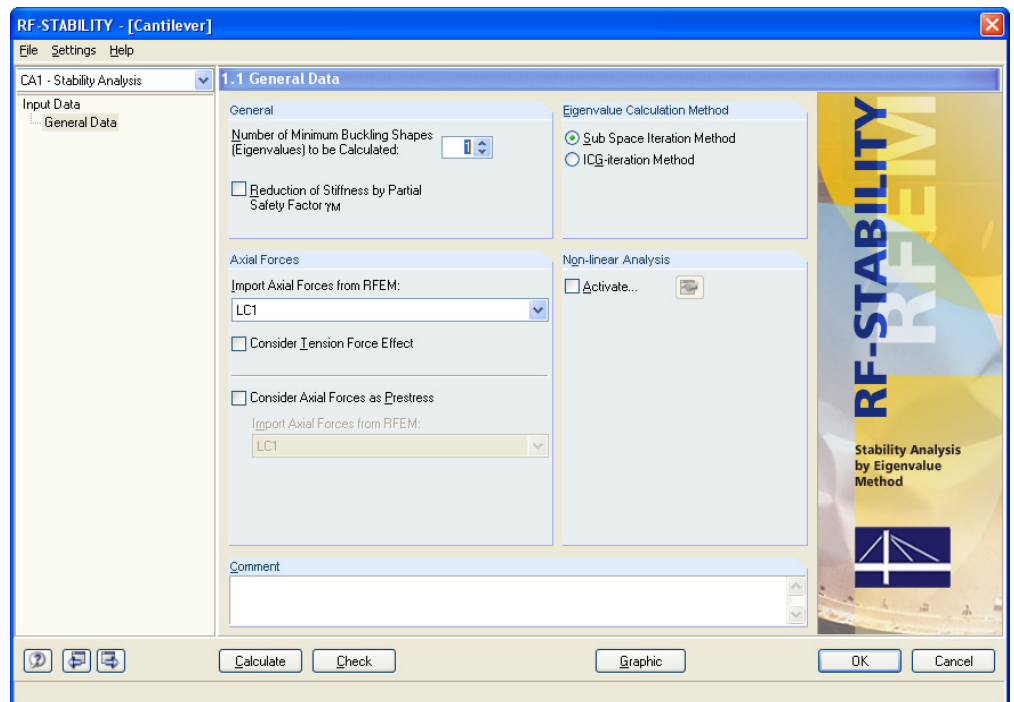 RF-STABILITY - [Cantilever]
File Settings Help
CA1 - Stability Analysis
Input Data
General Data
1.1 General Data
General
Number of Minimum Buckling Shapes
(Eigenvalues) to be Calculated:
1
Reduction of Stiffness by Partial
Safety Factor γM
Eigenvalue Calculation Method
Sub Space Iteration Method
ICG-iteration Method
Axial Forces
Import Axial Forces from RFEM:
LC1
Consider Tension Force Effect
Consider Axial Forces as Prestress
Import Axial Forces from RFEM:
LC1
Non-linear Analysis
Activate...
Comment
RF-STABILITY
RFEM
Stability Analysis
by Eigenvalue
Method
Calculate
Check
Graphic
OK
Cancel